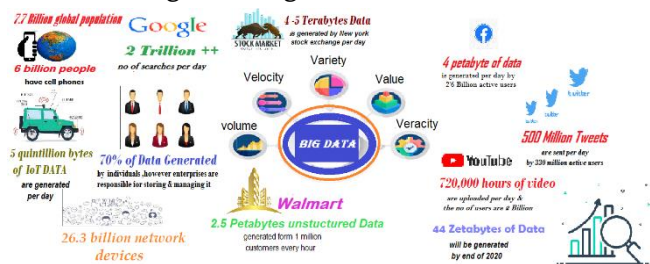 7.7 Billion global population
6 billion people
have cell phones
5 quintillion bytes
of IoT DATA
are generated
per day
Google
2 Trillion ++
no of searches per day
70% of Data Generated
by individuals ,however enterprises are
responsible for storing & managing it
26.3 billion network
devices
STOCK MARKET
4-5 Terabytes Data
is generated by New york
stock exchange per day
Variety
Velocity
Value
volume
Veracity
BIG DATA
Walmart
2.5 Petabytes unstuctured Data
generated form 1 million
customers every hour
4 petabyte of data
is generated per day by
2'6 Billion active users
twitter
500 Million Tweets
are sent per day
by 330 million active users
YouTube
720,000 hours of video
are uploaded per day &
the no of users are 2 Billion
44 Zetabytes of Data
will be generated
by end of 2020